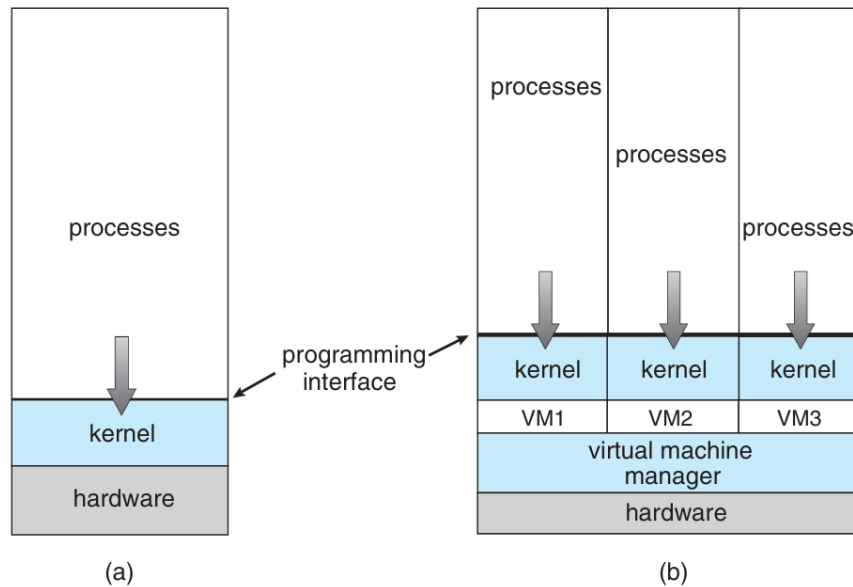 processes
kernel
hardware
(a)
programming
interface
processes
processes
processes
kernel
kernel
kernel
VM1
VM2
VM3
virtual machine
manager
hardware
(b)